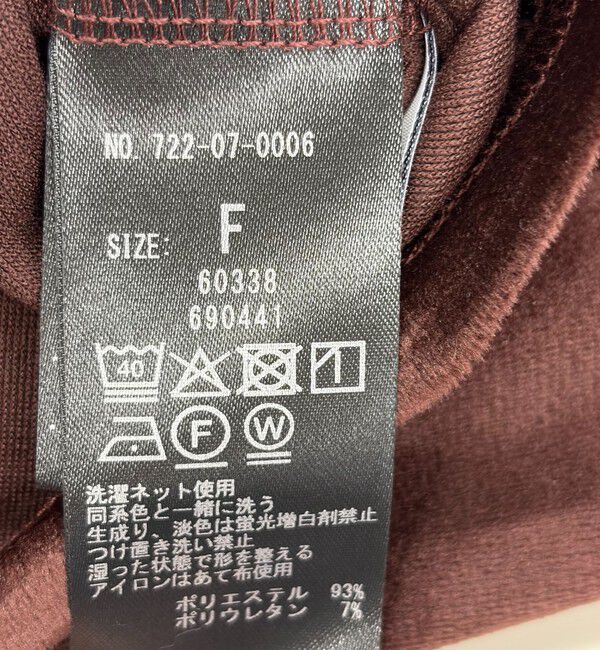 NO. 722-07-0006
SIZE: F
60338
690441
40
F W
洗濯ネット使用
同系色と一緒に洗う
生成り、淡色は蛍光増白剤禁止
つけ置き洗い禁止
湿った状態で形を整える
アイロンはあて布使用
ポリエステル 93%
ポリウレタン 7%